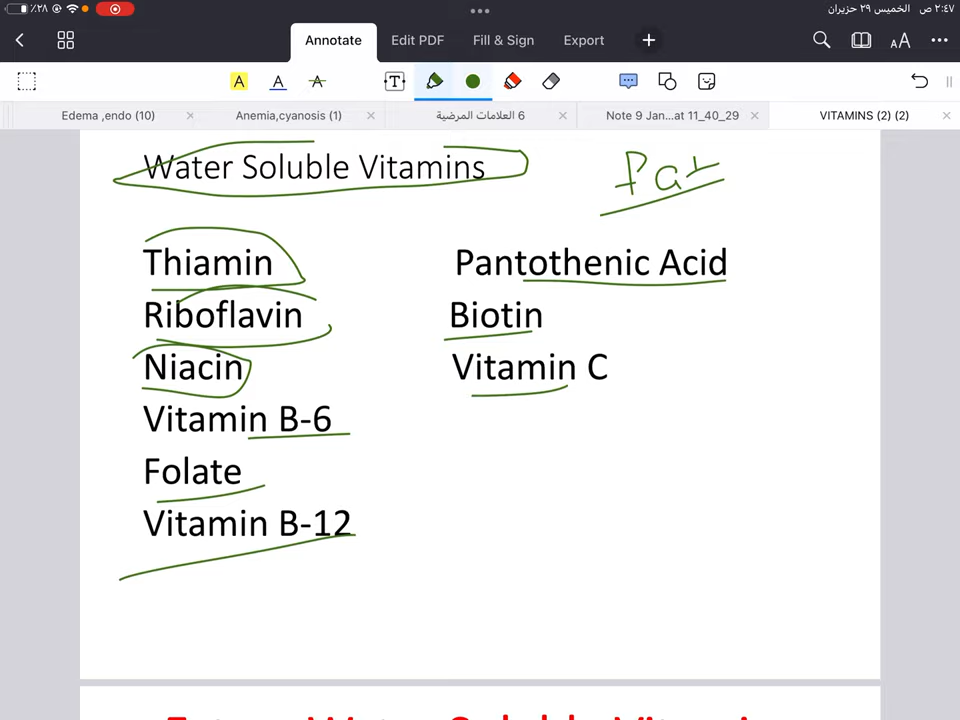 ٢:٤٧ ص الخميس ٢٩ حزيران
٪٢٨
Annotate Edit PDF Fill & Sign Export
Edema ,endo (10) Anemia,cyanosis (1) 6 العلامات المرضية Note 9 Jan...at 11_40_29 VITAMINS (2) (2)
Water Soluble Vitamins
Thiamin Pantothenic Acid
Riboflavin Biotin
Niacin Vitamin C
Vitamin B-6
Folate
Vitamin B-12